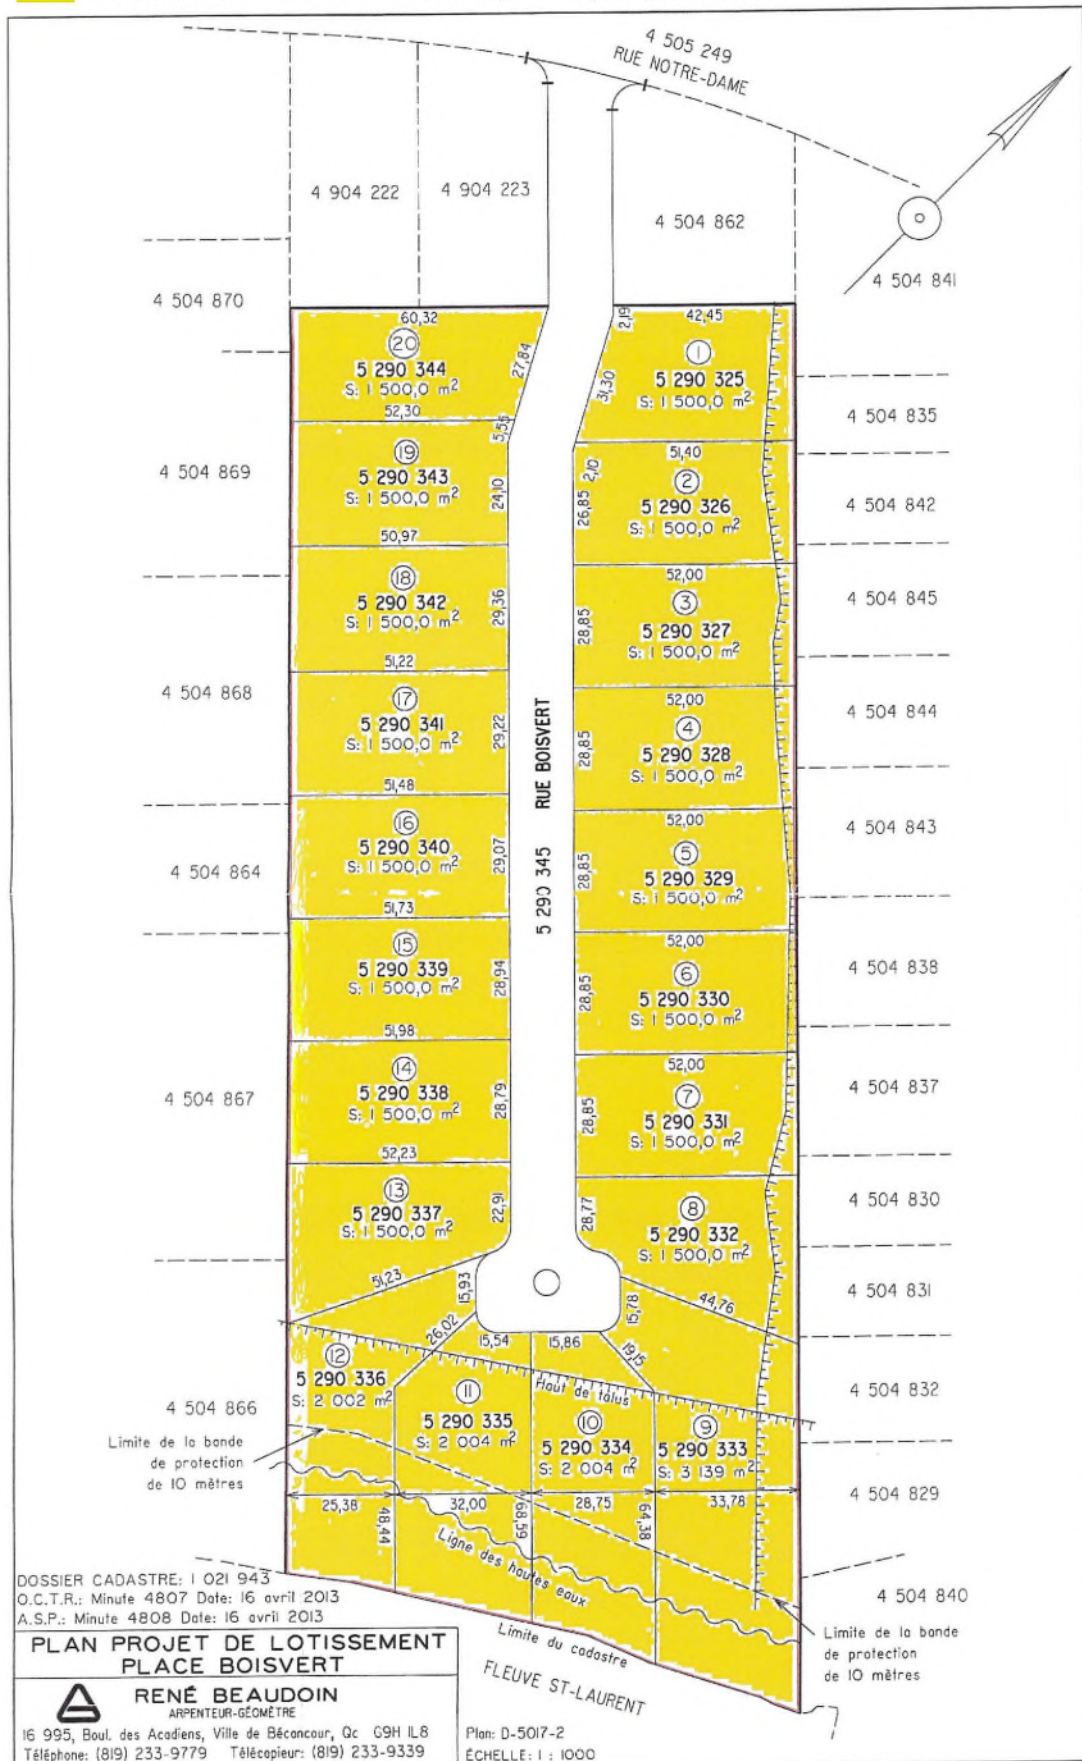 4 505 249
RUE NOTRE-DAME
4 904 222
4 904 223
4 504 862
4 504 841
4 504 870
60,32
20
5 290 344
S: 1 500,0 m²
52,30
27,84
5,55
2,19
42,45
1
5 290 325
S: 1 500,0 m²
31,30
4 504 835
4 504 869
19
5 290 343
S: 1 500,0 m²
50,97
24,10
51,40
2,10
2
5 290 326
S: 1 500,0 m²
26,85
4 504 842
18
5 290 342
S: 1 500,0 m²
51,22
29,36
52,00
3
5 290 327
S: 1 500,0 m²
28,85
4 504 845
4 504 868
17
5 290 341
S: 1 500,0 m²
51,48
29,22
52,00
4
5 290 328
S: 1 500,0 m²
28,85
4 504 844
5 290 345 RUE BOISVERT
4 504 864
16
5 290 340
S: 1 500,0 m²
51,73
29,07
52,00
5
5 290 329
S: 1 500,0 m²
28,85
4 504 843
15
5 290 339
S: 1 500,0 m²
51,98
28,94
52,00
6
5 290 330
S: 1 500,0 m²
28,85
4 504 838
4 504 867
14
5 290 338
S: 1 500,0 m²
52,23
28,79
52,00
7
5 290 331
S: 1 500,0 m²
28,85
4 504 837
13
5 290 337
S: 1 500,0 m²
22,91
51,23
28,77
8
5 290 332
S: 1 500,0 m²
44,76
4 504 830
4 504 831
15,93
15,78
26,02
15,54
15,86
19,15
4 504 832
12
5 290 336
S: 2 002 m²
11
5 290 335
S: 2 004 m²
Haut de talus
10
5 290 334
S: 2 004 m²
9
5 290 333
S: 3 139 m²
4 504 866
Limite de la bande
de protection
de 10 mètres
4 504 829
25,38
48,44
32,00
68,59
28,75
64,38
33,78
Ligne des hautes eaux
4 504 840
Limite de la bande
de protection
de 10 mètres
Limite du cadastre
FLEUVE ST-LAURENT
DOSSIER CADASTRE: 1 021 943
O.C.T.R.: Minute 4807 Date: 16 avril 2013
A.S.P.: Minute 4808 Date: 16 avril 2013
PLAN PROJET DE LOTISSEMENT
PLACE BOISVERT
RENÉ BEAUDOIN
ARPENTEUR-GÉOMÈTRE
16 995, Boul. des Acadiens, Ville de Bécancour, Qc G9H 1L8
Téléphone: (819) 233-9779 Télécopieur: (819) 233-9339
Plan: D-5017-2
ÉCHELLE: 1 : 1000